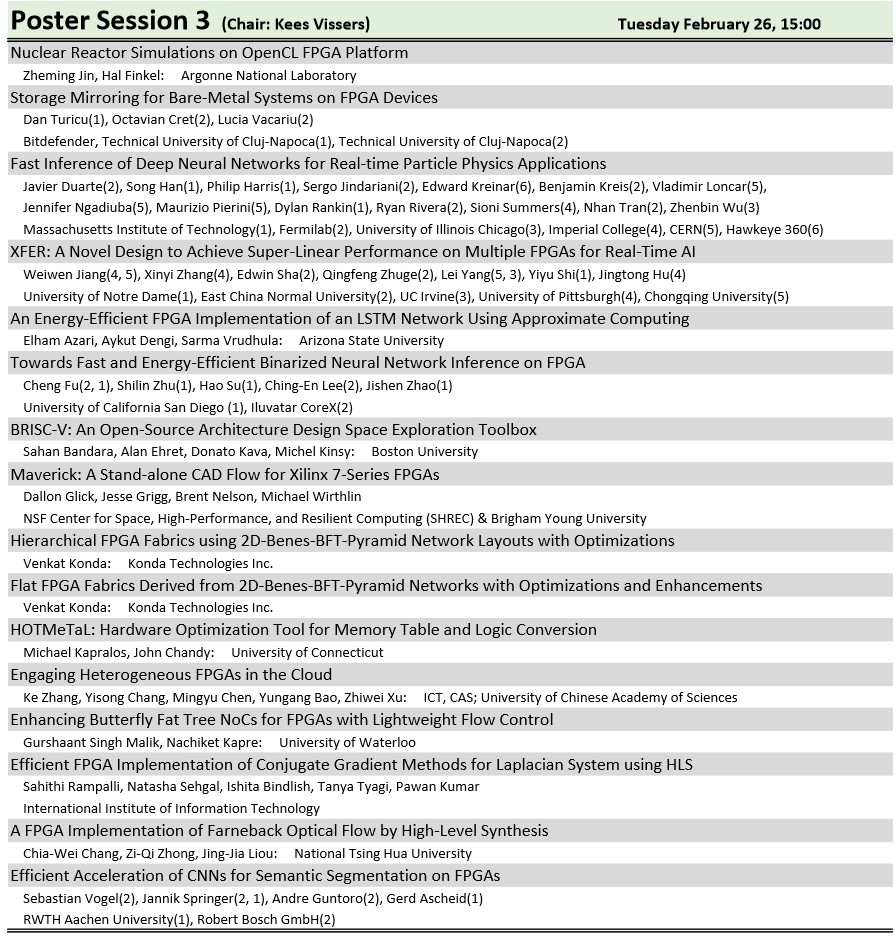 Poster Session 3 (Chair: Kees Vissers) Tuesday February 26, 15:00
Nuclear Reactor Simulations on OpenCL FPGA Platform
Zheming Jin, Hal Finkel: Argonne National Laboratory
Storage Mirroring for Bare-Metal Systems on FPGA Devices
Dan Turicu(1), Octavian Cret(2), Lucia Vacariu(2)
Bitdefender, Technical University of Cluj-Napoca(1), Technical University of Cluj-Napoca(2)
Fast Inference of Deep Neural Networks for Real-time Particle Physics Applications
Javier Duarte(2), Song Han(1), Philip Harris(1), Sergo Jindariani(2), Edward Kreinar(6), Benjamin Kreis(2), Vladimir Loncar(5),
Jennifer Ngadiuba(5), Maurizio Pierini(5), Dylan Rankin(1), Ryan Rivera(2), Sioni Summers(4), Nhan Tran(2), Zhenbin Wu(3)
Massachusetts Institute of Technology(1), Fermilab(2), University of Illinois Chicago(3), Imperial College(4), CERN(5), Hawkeye 360(6)
XFER: A Novel Design to Achieve Super-Linear Performance on Multiple FPGAs for Real-Time AI
Weiwen Jiang(4, 5), Xinyi Zhang(4), Edwin Sha(2), Qingfeng Zhuge(2), Lei Yang(5, 3), Yiyu Shi(1), Jingtong Hu(4)
University of Notre Dame(1), East China Normal University(2), UC Irvine(3), University of Pittsburgh(4), Chongqing University(5)
An Energy-Efficient FPGA Implementation of an LSTM Network Using Approximate Computing
Elham Azari, Aykut Dengi, Sarma Vrudhula: Arizona State University
Towards Fast and Energy-Efficient Binarized Neural Network Inference on FPGA
Cheng Fu(2, 1), Shilin Zhu(1), Hao Su(1), Ching-En Lee(2), Jishen Zhao(1)
University of California San Diego (1), Iluvatar CoreX(2)
BRISC-V: An Open-Source Architecture Design Space Exploration Toolbox
Sahan Bandara, Alan Ehret, Donato Kava, Michel Kinsy: Boston University
Maverick: A Stand-alone CAD Flow for Xilinx 7-Series FPGAs
Dallon Glick, Jesse Grigg, Brent Nelson, Michael Wirthlin
NSF Center for Space, High-Performance, and Resilient Computing (SHREC) & Brigham Young University
Hierarchical FPGA Fabrics using 2D-Benes-BFT-Pyramid Network Layouts with Optimizations
Venkat Konda: Konda Technologies Inc.
Flat FPGA Fabrics Derived from 2D-Benes-BFT-Pyramid Networks with Optimizations and Enhancements
Venkat Konda: Konda Technologies Inc.
HOTMeTaL: Hardware Optimization Tool for Memory Table and Logic Conversion
Michael Kapralos, John Chandy: University of Connecticut
Engaging Heterogeneous FPGAs in the Cloud
Ke Zhang, Yisong Chang, Mingyu Chen, Yungang Bao, Zhiwei Xu: ICT, CAS; University of Chinese Academy of Sciences
Enhancing Butterfly Fat Tree NoCs for FPGAs with Lightweight Flow Control
Gurshaant Singh Malik, Nachiket Kapre: University of Waterloo
Efficient FPGA Implementation of Conjugate Gradient Methods for Laplacian System using HLS
Sahithi Rampalli, Natasha Sehgal, Ishita Bindlish, Tanya Tyagi, Pawan Kumar
International Institute of Information Technology
A FPGA Implementation of Farneback Optical Flow by High-Level Synthesis
Chia-Wei Chang, Zi-Qi Zhong, Jing-Jia Liou: National Tsing Hua University
Efficient Acceleration of CNNs for Semantic Segmentation on FPGAs
Sebastian Vogel(2), Jannik Springer(2, 1), Andre Guntoro(2), Gerd Ascheid(1)
RWTH Aachen University(1), Robert Bosch GmbH(2)